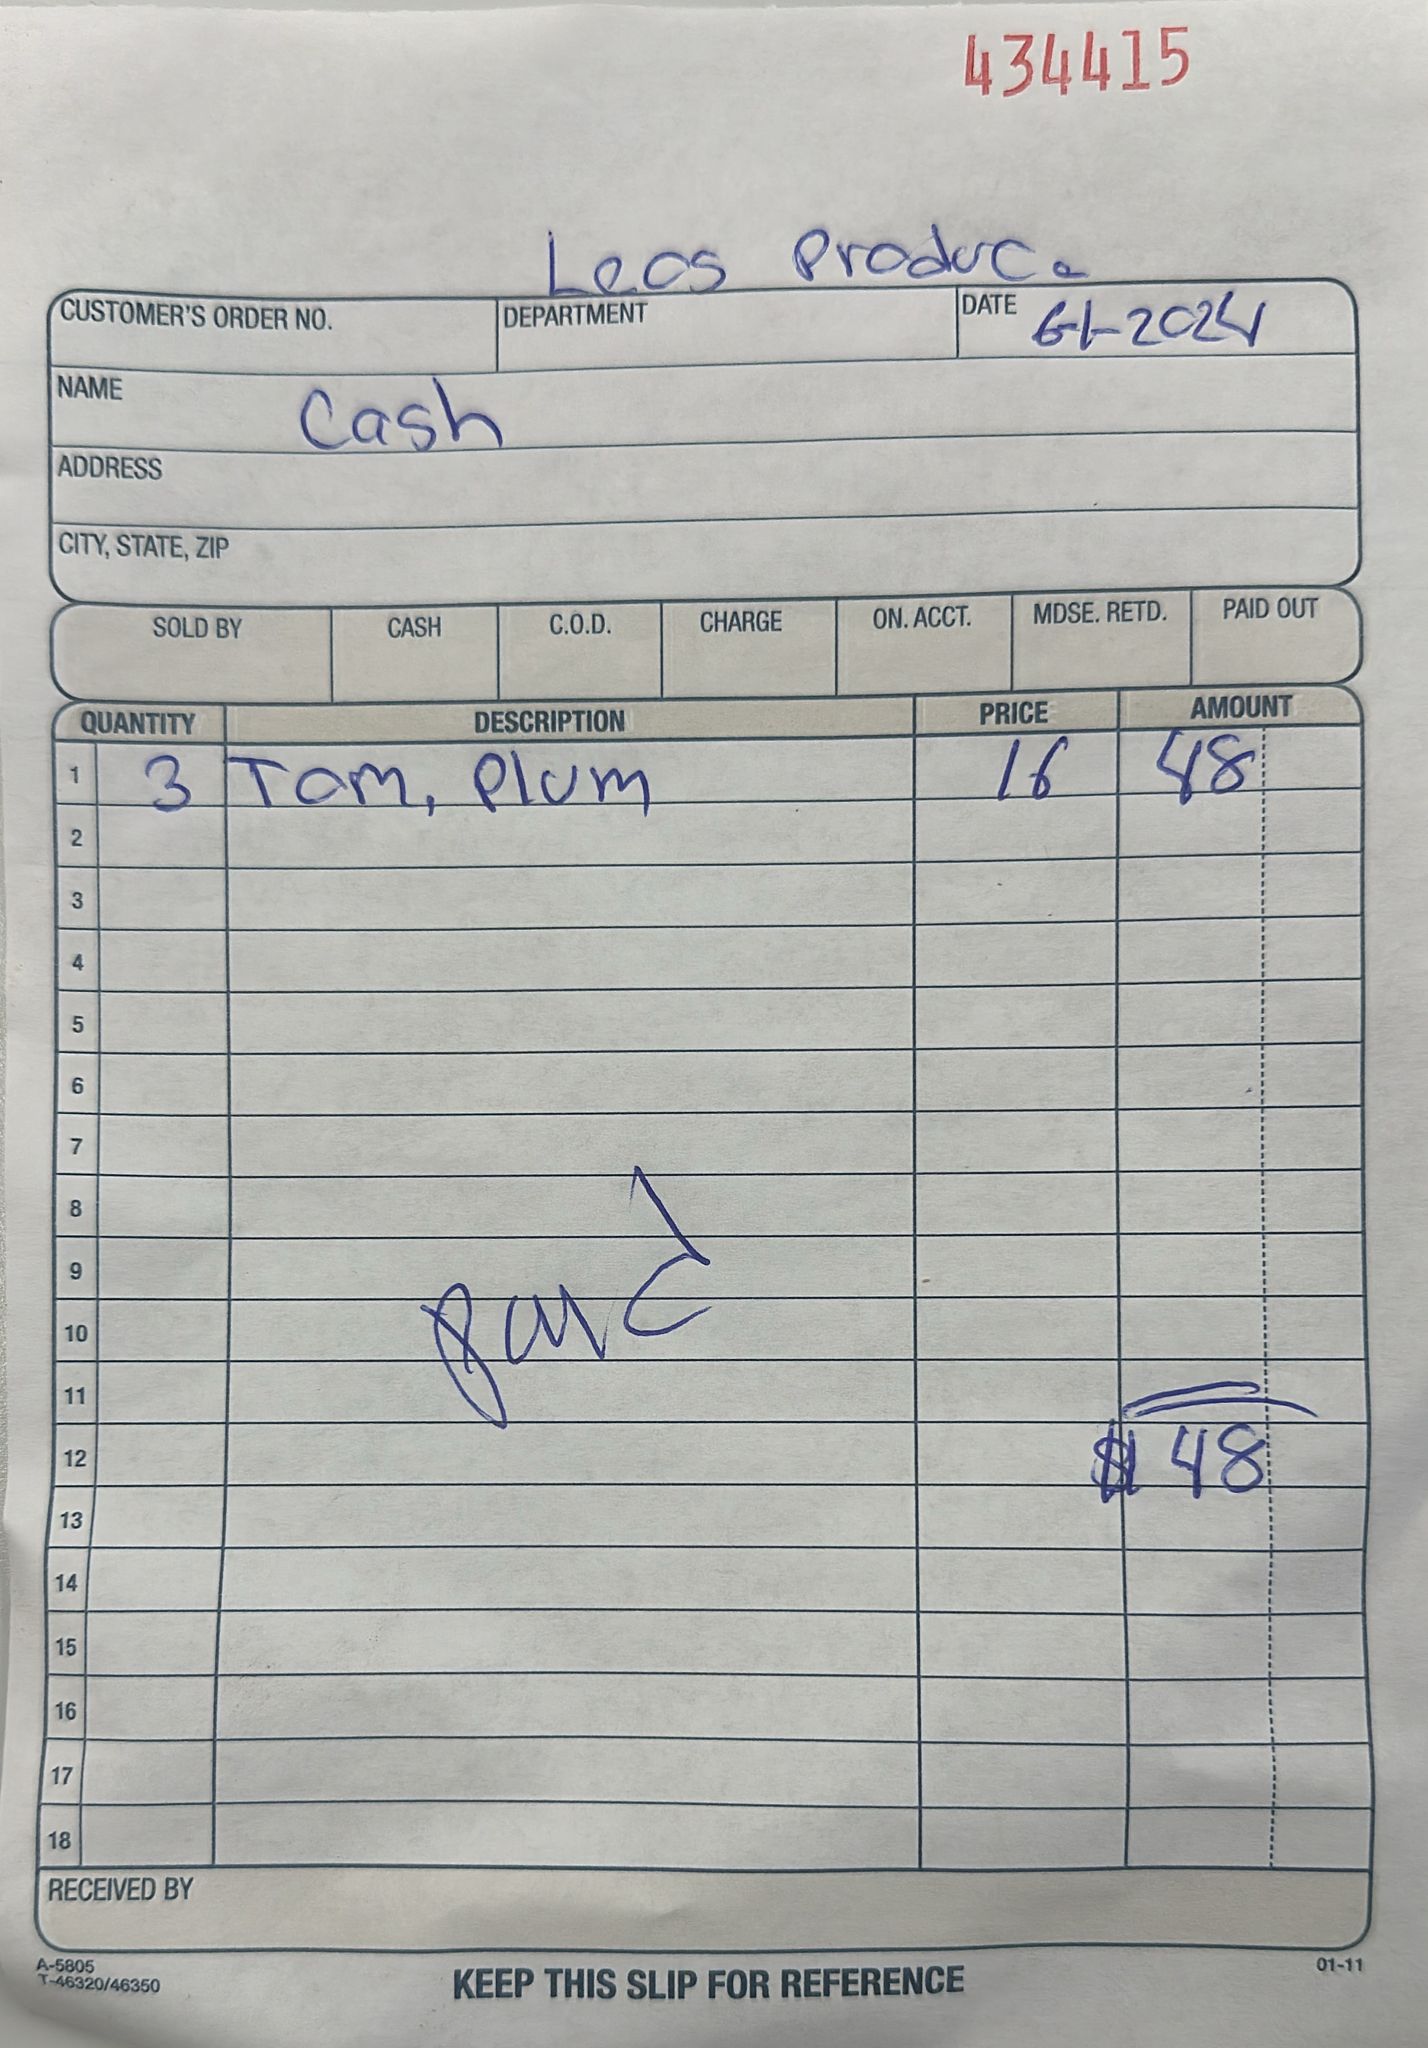 434415
Leos Produce
CUSTOMER'S ORDER NO. DEPARTMENT DATE 6-1-2024
NAME Cash
ADDRESS
CITY, STATE, ZIP
SOLD BY CASH C.O.D. CHARGE ON. ACCT. MDSE. RETD. PAID OUT
QUANTITY DESCRIPTION PRICE AMOUNT
1 3 Tom, Plum 16 48
2
3
4
5
6
7
8
9
10 paid
11
12 $ 48
13
14
15
16
17
18
RECEIVED BY
A-5805
T-46320/46350
KEEP THIS SLIP FOR REFERENCE
01-11